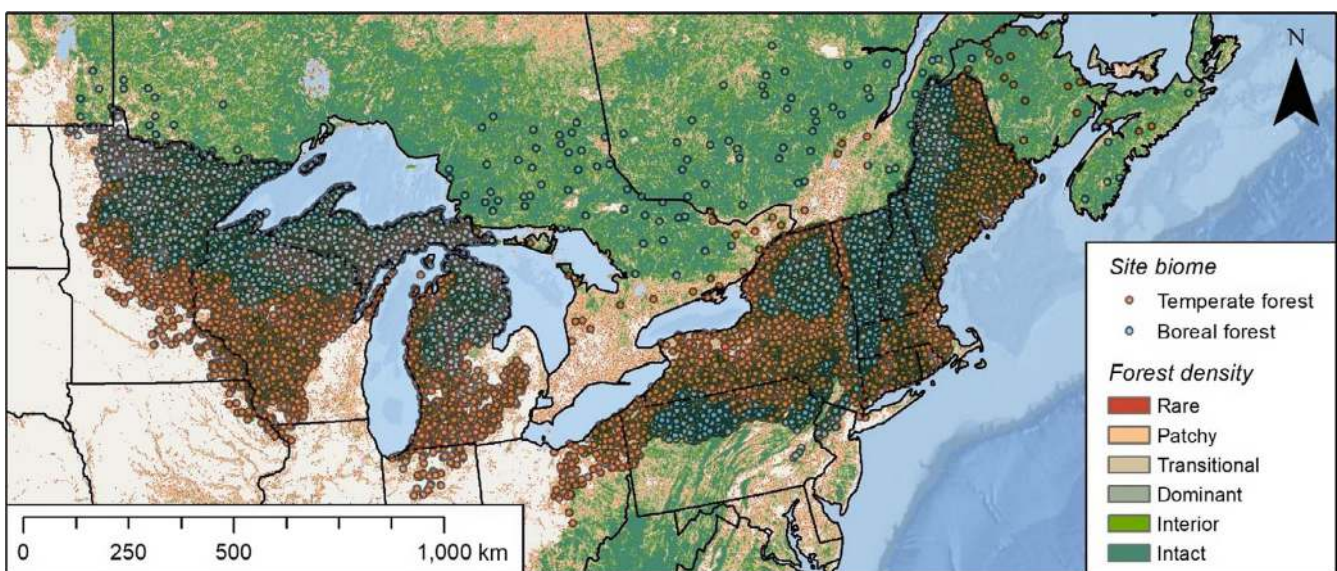 N
Site biome
Temperate forest
Boreal forest
Forest density
Rare
Patchy
Transitional
Dominant
Interior
Intact
0 250 500 1,000 km